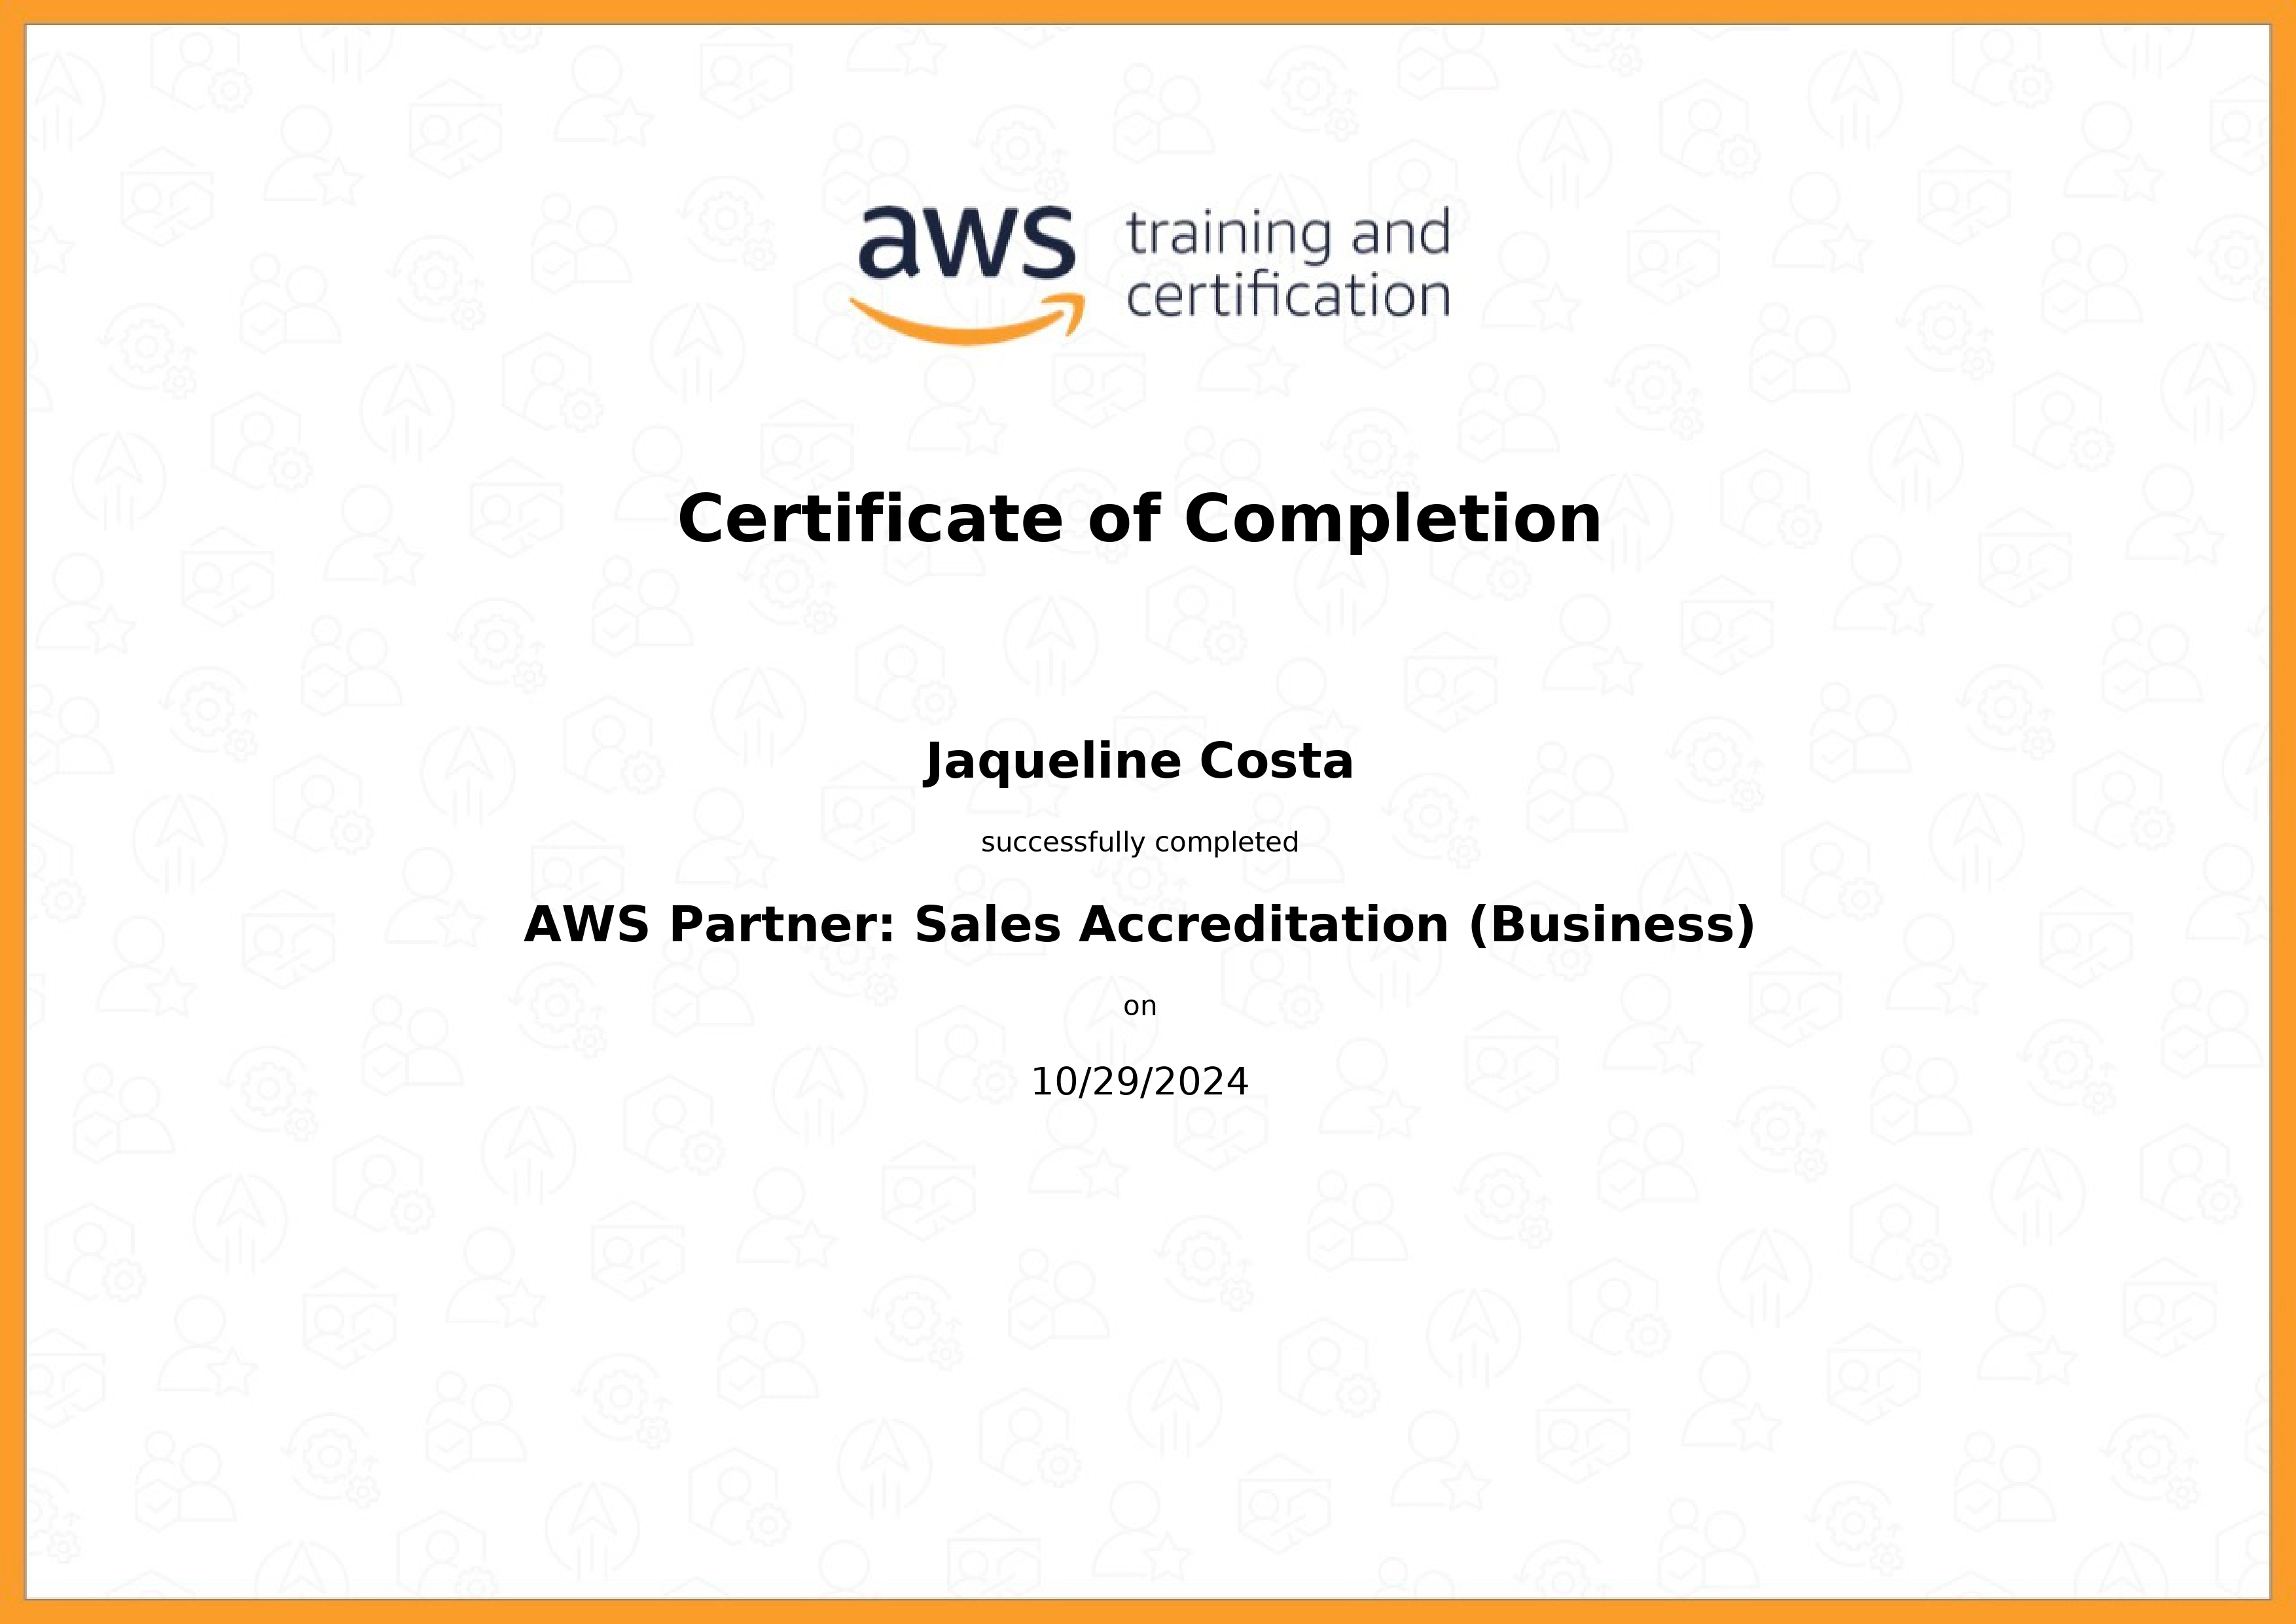 aws training and
certification
Certificate of Completion
Jaqueline Costa
successfully completed
AWS Partner: Sales Accreditation (Business)
on
10/29/2024